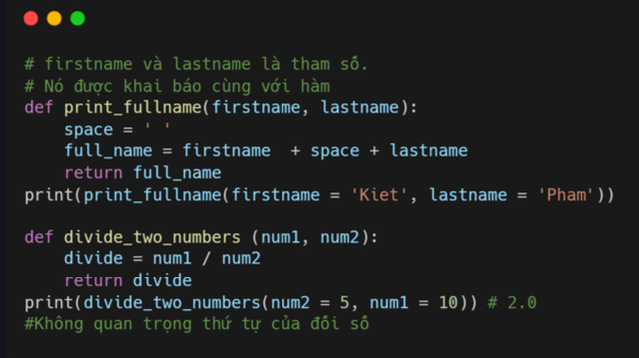 # firstname và lastname là tham số.
# Nó được khai báo cùng với hàm
def print_fullname(firstname, lastname):
    space = ' '
    full_name = firstname  + space + lastname
    return full_name
print(print_fullname(firstname = 'Kiet', lastname = 'Pham'))

def divide_two_numbers (num1, num2):
    divide = num1 / num2
    return divide
print(divide_two_numbers(num2 = 5, num1 = 10)) # 2.0
#Không quan trọng thứ tự của đối số